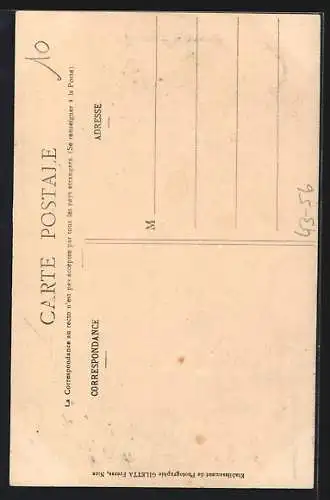 10
CARTE POSTALE
La Correspondance au recto n'est pas acceptée par tous les pays étrangers. (Se renseigner à la Poste)
CORRESPONDANCE
ADRESSE
M
43-56
Etablissement de Photographie GILETTA Frères, Nice